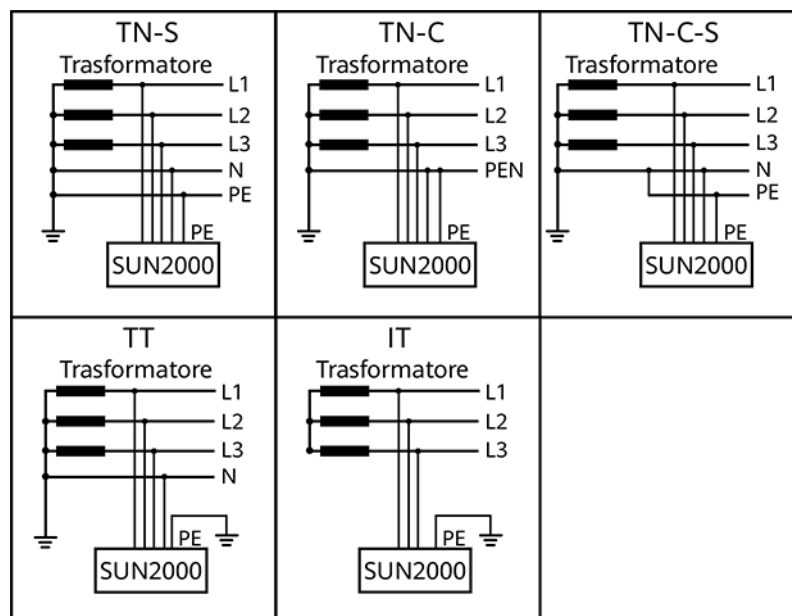 TN-S
Trasformatore
L1
L2
L3
N
PE
PE
SUN2000
TN-C
Trasformatore
L1
L2
L3
PEN
PE
SUN2000
TN-C-S
Trasformatore
L1
L2
L3
N
PE
PE
SUN2000
TT
Trasformatore
L1
L2
L3
N
PE
SUN2000
IT
Trasformatore
L1
L2
L3
PE
SUN2000